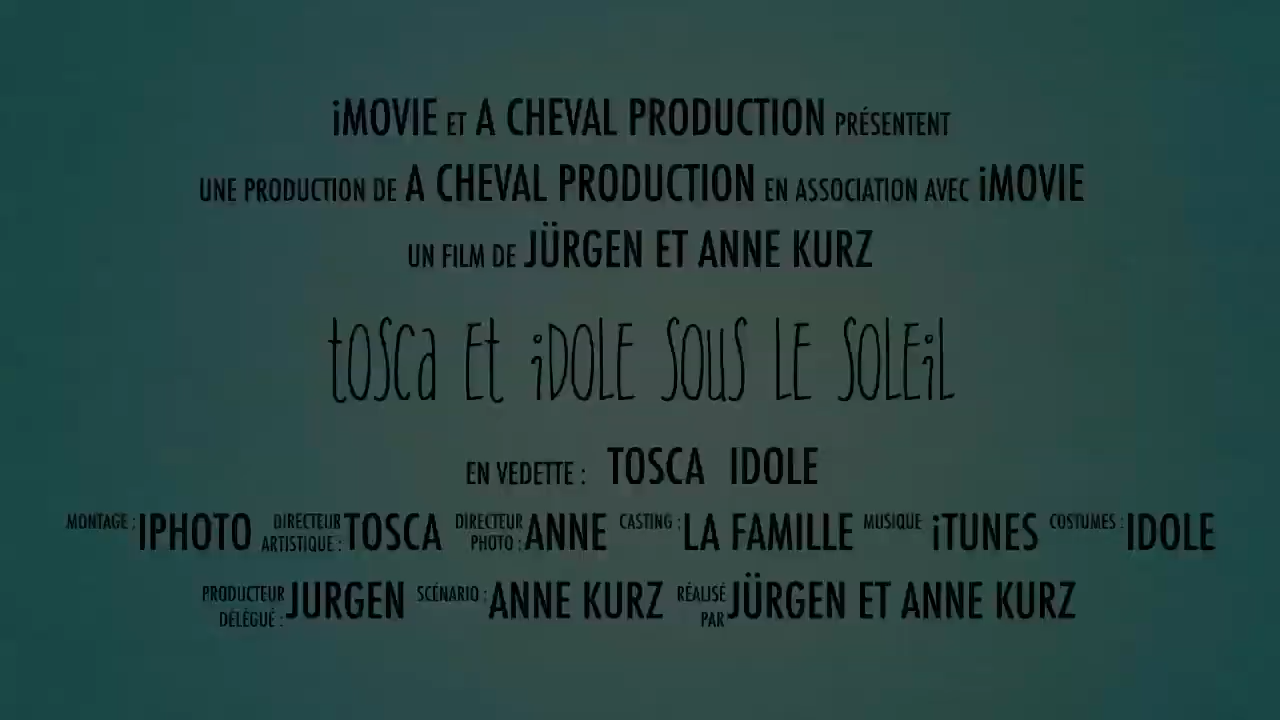 iMOVIE ET A CHEVAL PRODUCTION PRÉSENTENT
UNE PRODUCTION DE A CHEVAL PRODUCTION EN ASSOCIATION AVEC iMOVIE
UN FILM DE JÜRGEN ET ANNE KURZ
tosca Et iDOLE SOUS LE SOLEiL
EN VEDETTE : TOSCA IDOLE
MONTAGE : IPHOTO DIRECTEUR ARTISTIQUE : TOSCA DIRECTEUR PHOTO : ANNE CASTING : LA FAMILLE MUSIQUE iTUNES COSTUMES : IDOLE
PRODUCTEUR DÉLÉGUÉ : JURGEN SCÉNARIO : ANNE KURZ RÉALISÉ PAR JÜRGEN ET ANNE KURZ